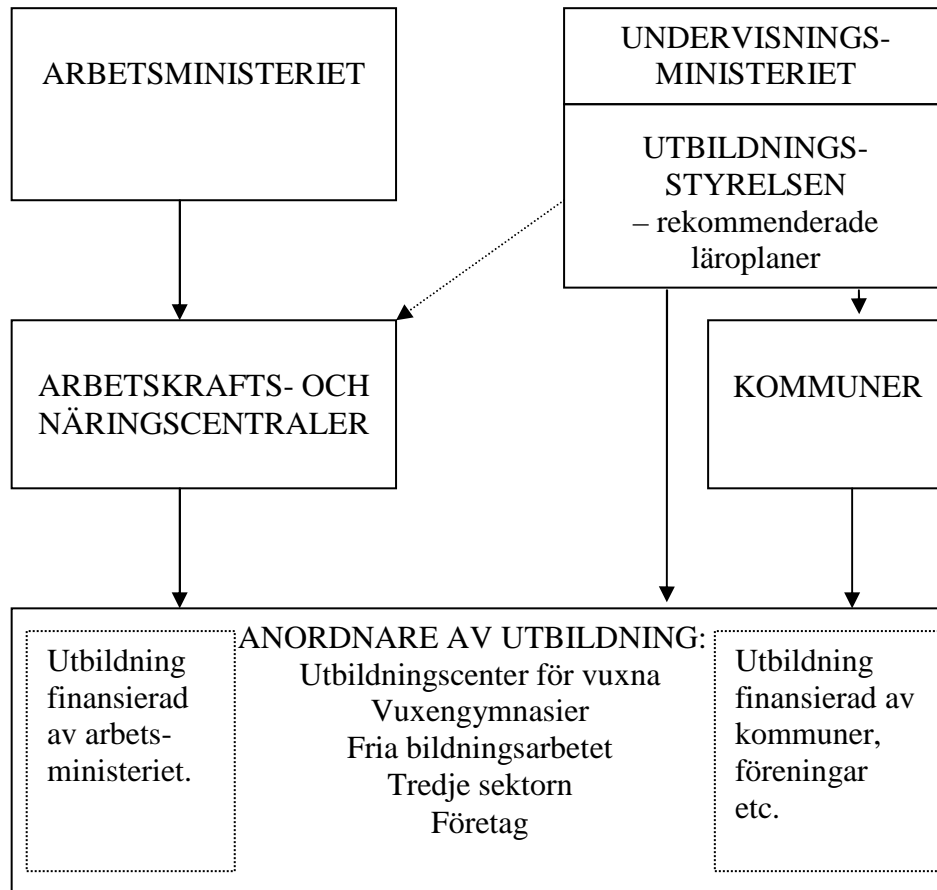 ARBETSMINISTERIET
UNDERVISNINGS-
MINISTERIET
UTBILDNINGS-
STYRELSEN
– rekommenderade
läroplaner
ARBETSKRAFTS- OCH
NÄRINGSCENTRALER
KOMMUNER
ANORDNARE AV UTBILDNING:
Utbildningscenter för vuxna
Vuxengymnasier
Fria bildningsarbetet
Tredje sektorn
Företag
Utbildning
finansierad
av arbets-
ministeriet.
Utbildning
finansierad av
kommuner,
föreningar
etc.